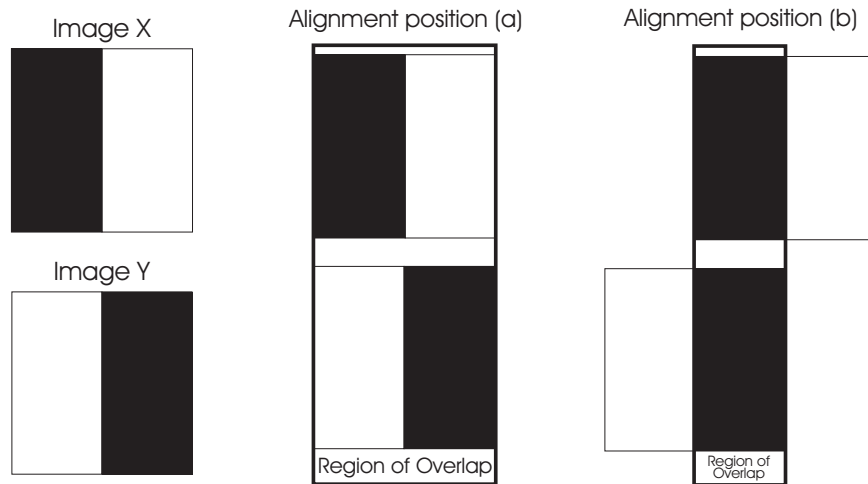 Image X
Alignment position (a)
Alignment position (b)
Image Y
Region of Overlap
Region of
Overlap